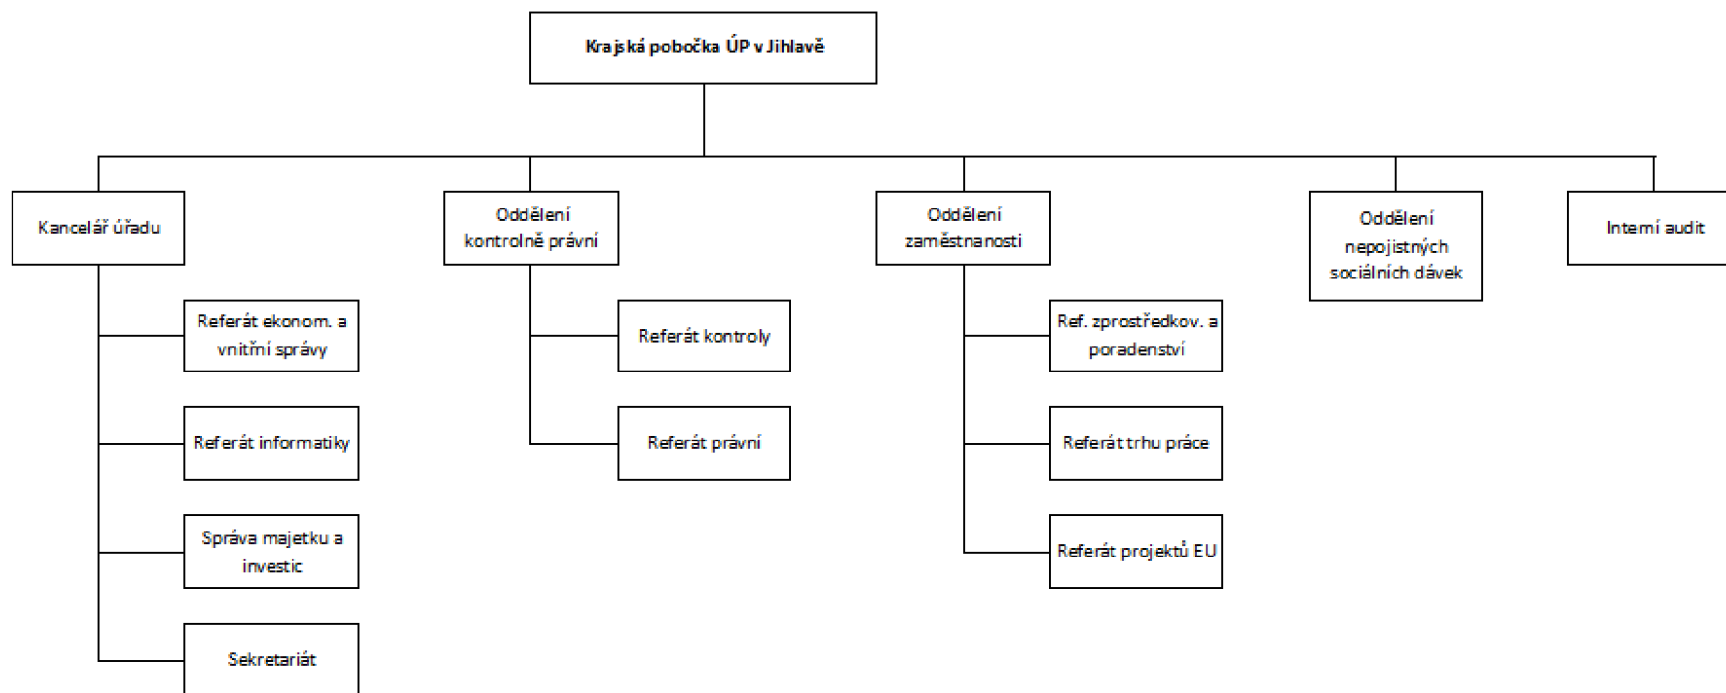 Krajská pobočka ÚP v Jihlavě
Kancelář úřadu
Oddělení
kontrolně právní
Oddělení
zaměstnanosti
Oddělení
nepojistných
sociálních dávek
Interní audit
Referát ekonom. a
vnitřní správy
Referát kontroly
Ref. zprostředkov. a
poradenství
Referát informatiky
Referát právní
Referát trhu práce
Správa majetku a
investic
Referát projektů EU
Sekretariát